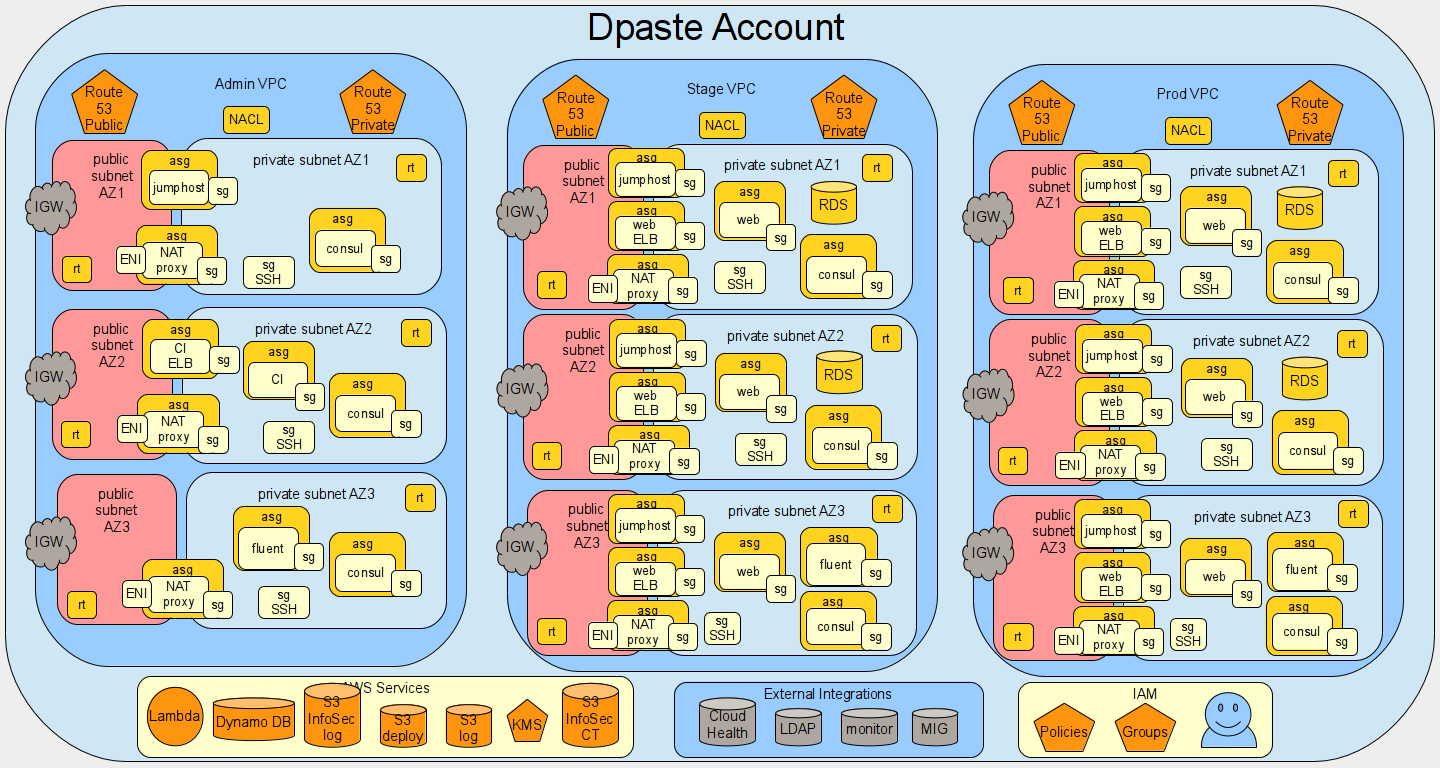 Dpaste Account
Admin VPC
Route
53
Public
NACL
Route
53
Private
public
subnet
AZ1
IGW
rt
asg
jumphost
sg
asg
NAT
proxy
ENI
sg
private subnet AZ1
rt
asg
consul
sg
sg
SSH
public
subnet
AZ2
IGW
rt
asg
CI
ELB
sg
asg
NAT
proxy
ENI
sg
private subnet AZ2
rt
asg
CI
sg
asg
consul
sg
sg
SSH
public
subnet
AZ3
IGW
rt
asg
NAT
proxy
ENI
sg
private subnet AZ3
rt
asg
fluent
sg
asg
consul
sg
sg
SSH
Stage VPC
Route
53
Public
NACL
Route
53
Private
public
subnet
AZ1
IGW
rt
asg
jumphost
sg
asg
web
ELB
sg
asg
NAT
proxy
ENI
sg
private subnet AZ1
rt
asg
web
sg
RDS
asg
consul
sg
sg
SSH
public
subnet
AZ2
IGW
rt
asg
jumphost
sg
asg
web
ELB
sg
asg
NAT
proxy
ENI
sg
private subnet AZ2
rt
asg
web
sg
RDS
asg
consul
sg
sg
SSH
public
subnet
AZ3
IGW
rt
asg
jumphost
sg
asg
web
ELB
sg
asg
NAT
proxy
ENI
sg
private subnet AZ3
rt
asg
web
sg
asg
fluent
sg
asg
consul
sg
sg
SSH
Prod VPC
Route
53
Public
NACL
Route
53
Private
public
subnet
AZ1
IGW
rt
asg
jumphost
sg
asg
web
ELB
sg
asg
NAT
proxy
ENI
sg
private subnet AZ1
rt
asg
web
sg
RDS
asg
consul
sg
sg
SSH
public
subnet
AZ2
IGW
rt
asg
jumphost
sg
asg
web
ELB
sg
asg
NAT
proxy
ENI
sg
private subnet AZ2
rt
asg
web
sg
RDS
asg
consul
sg
sg
SSH
public
subnet
AZ3
IGW
rt
asg
jumphost
sg
asg
web
ELB
sg
asg
NAT
proxy
ENI
sg
private subnet AZ3
rt
asg
web
sg
asg
fluent
sg
asg
consul
sg
sg
SSH
AWS Services
Lambda
Dynamo DB
S3
InfoSec
log
S3
deploy
S3
log
KMS
S3
InfoSec
CT
External Integrations
Cloud
Health
LDAP
monitor
MIG
IAM
Policies
Groups